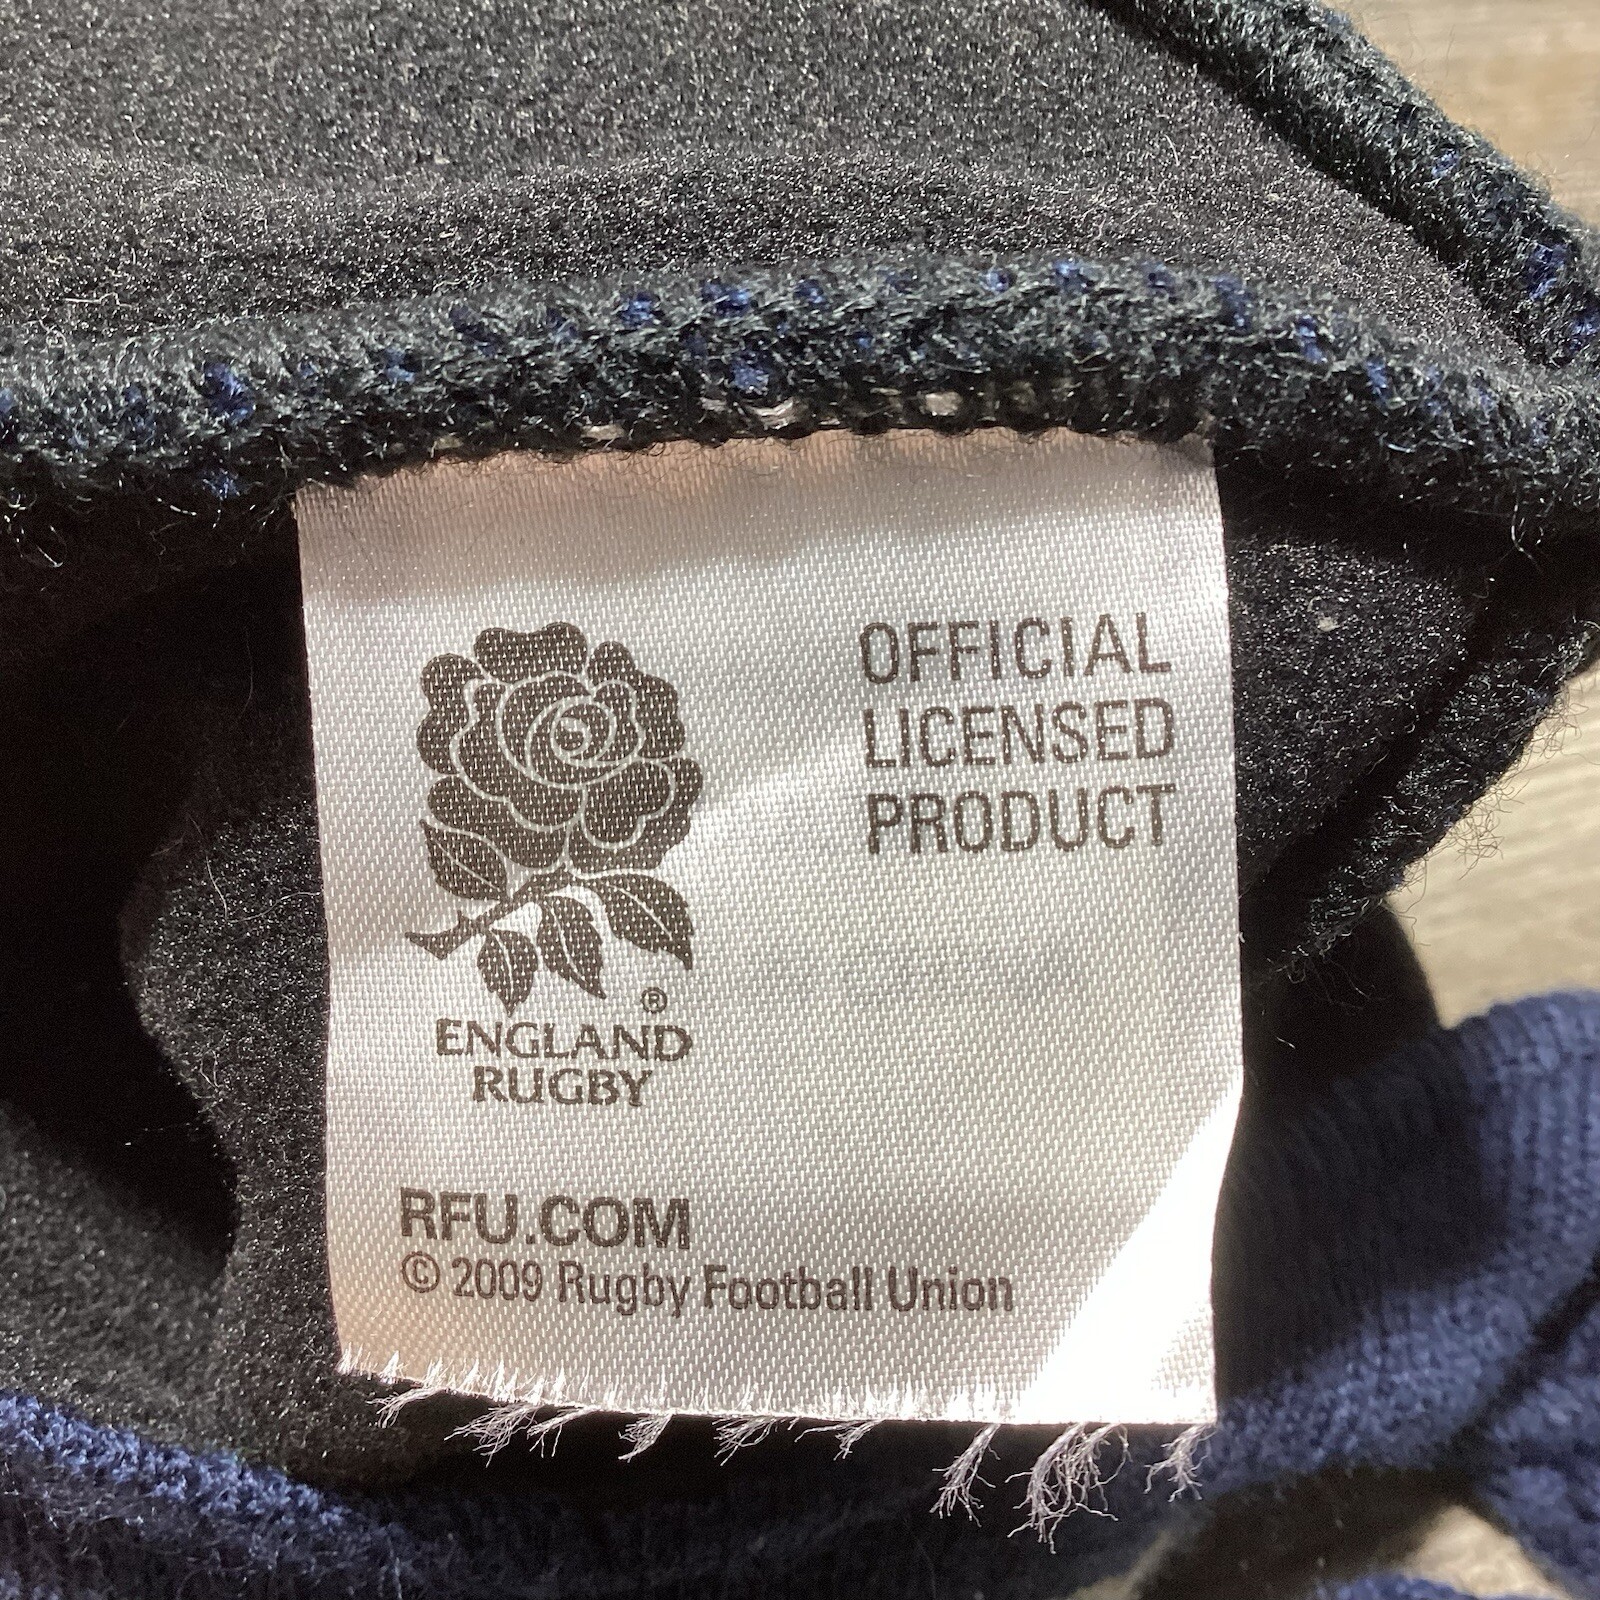 OFFICIAL
LICENSED
PRODUCT
®
ENGLAND
RUGBY
RFU.COM
© 2009 Rugby Football Union